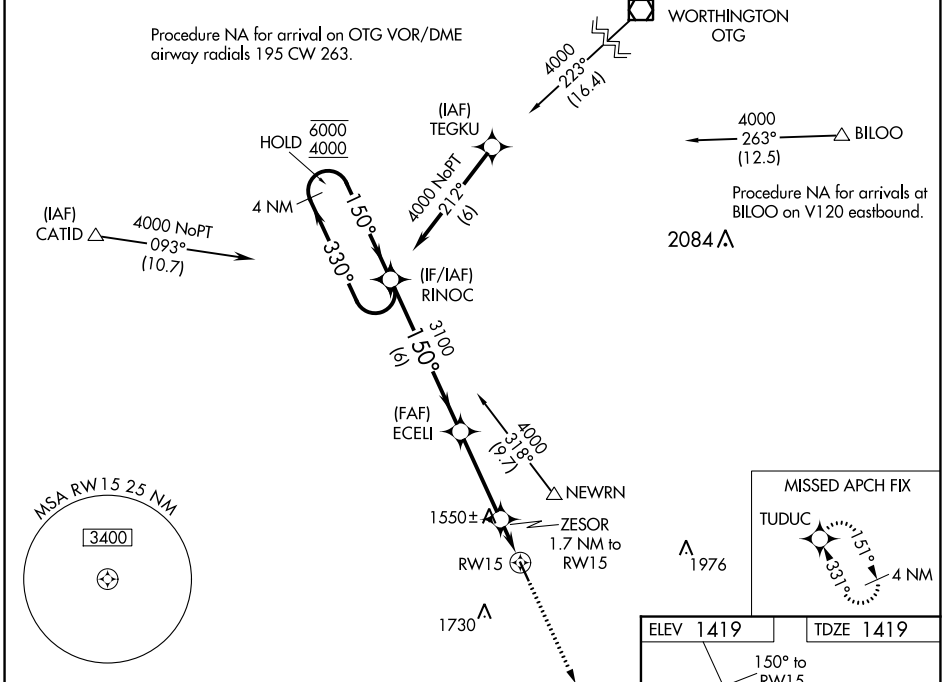 Procedure NA for arrival on OTG VOR/DME
airway radials 195 CW 263.
WORTHINGTON
OTG
4000
223°
(16.4)
(IAF)
TEGKU
4000 NoPT
212°
(6)
4000
263°
(12.5)
BILOO
Procedure NA for arrivals at
BILOO on V120 eastbound.
2084
HOLD
6000
4000
4 NM
150°
330°
(IAF)
CATID
4000 NoPT
093°
(10.7)
(IF/IAF)
RINOC
3100
150°
(6)
(FAF)
ECELI
4000
318°
(9.7)
NEWRN
1550±
ZESOR
1.7 NM to
RW15
RW15
1976
1730
MSA RW15 25 NM
3400
MISSED APCH FIX
TUDUC
151°
331°
4 NM
ELEV 1419
TDZE 1419
150° to
RW15